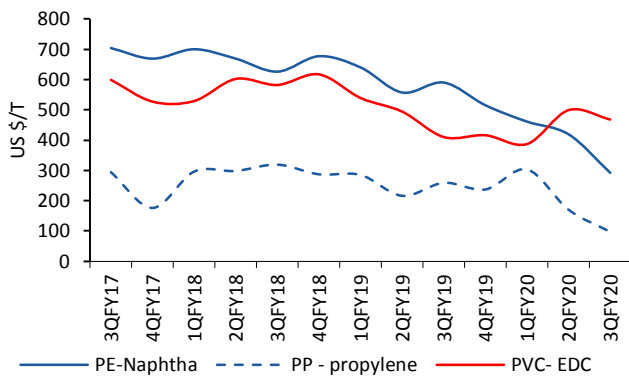 800
700
600
500
400
300
200
100
0
US $/T
3QFY17
4QFY17
1QFY18
2QFY18
3QFY18
4QFY18
1QFY19
2QFY19
3QFY19
4QFY19
1QFY20
2QFY20
3QFY20
PE-Naphtha PP - propylene PVC- EDC